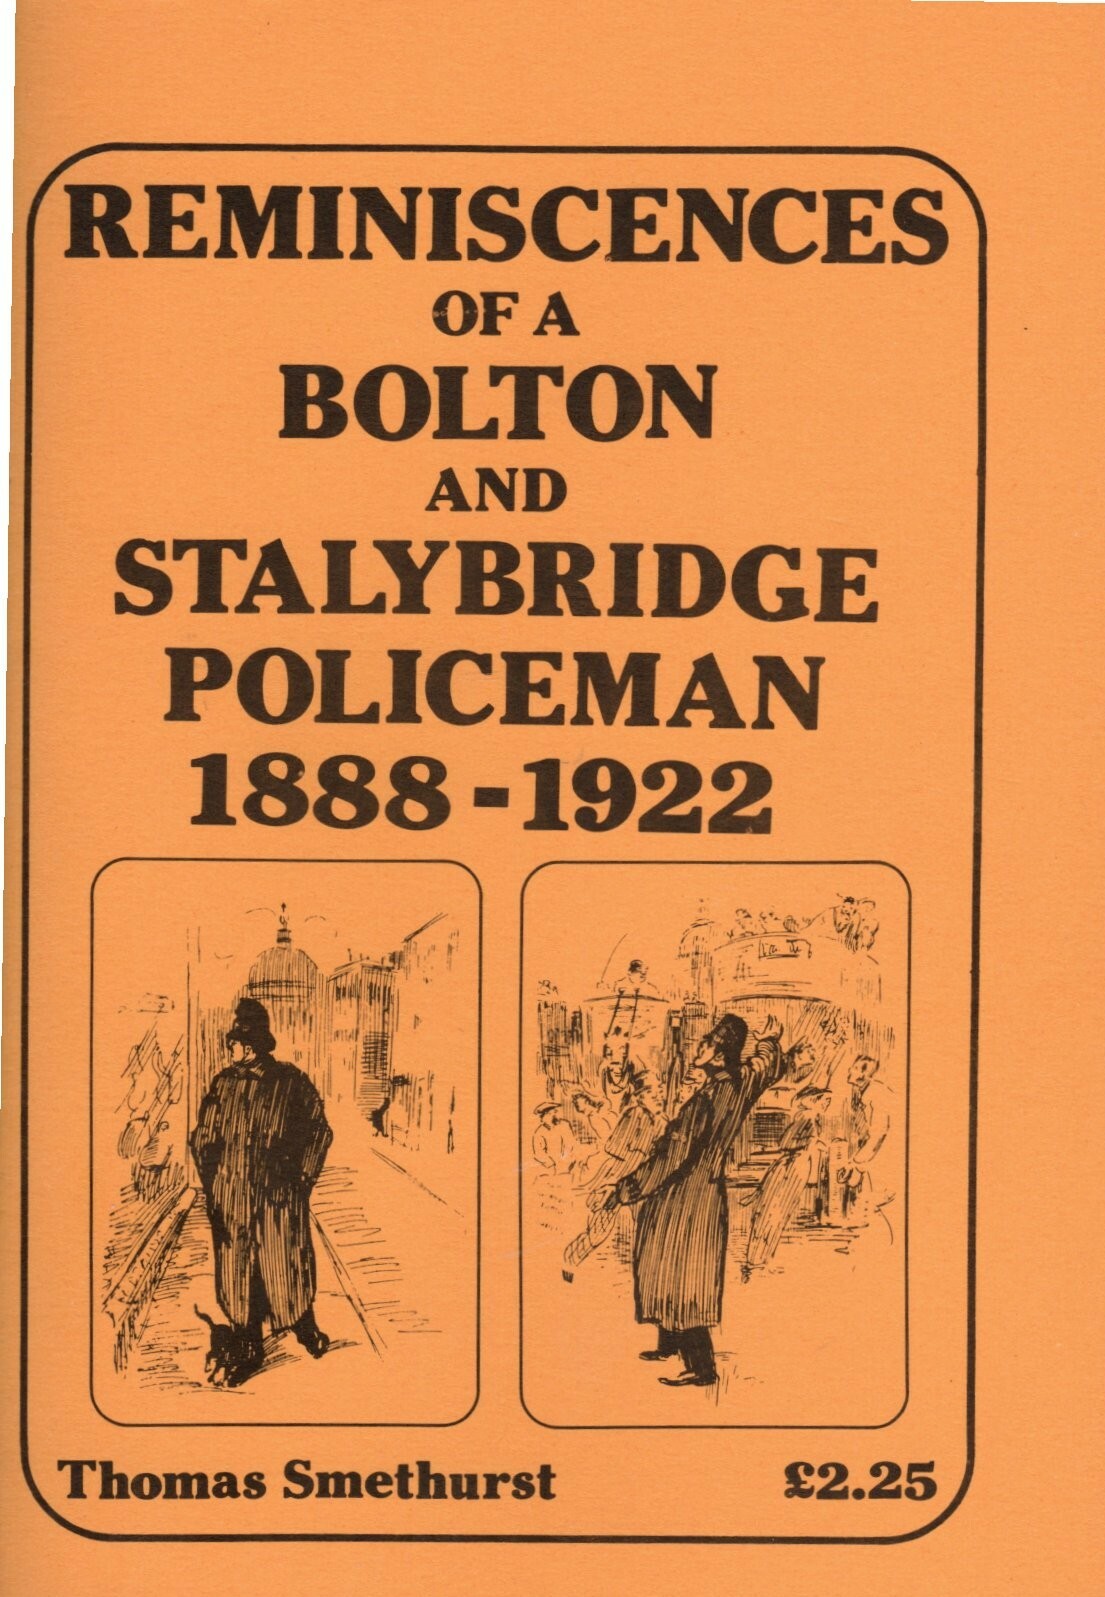 REMINISCENCES
OF A
BOLTON
AND
STALYBRIDGE
POLICEMAN
1888-1922
Thomas Smethurst £2.25